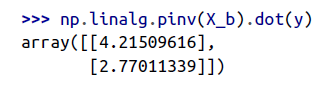 >>> np.linalg.pinv(X_b).dot(y)
array([[4.21509616],
[2.77011339]])